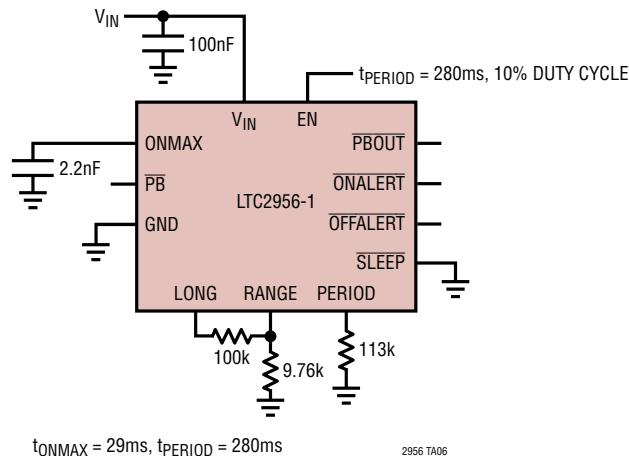 VIN
100nF
tPERIOD = 280ms, 10% DUTY CYCLE
VIN EN
ONMAX PBOUT
2.2nF
PB ONALERT
LTC2956-1
GND OFFALERT
SLEEP
LONG RANGE PERIOD
100k 9.76k 113k
tONMAX = 29ms, tPERIOD = 280ms
2956 TA06